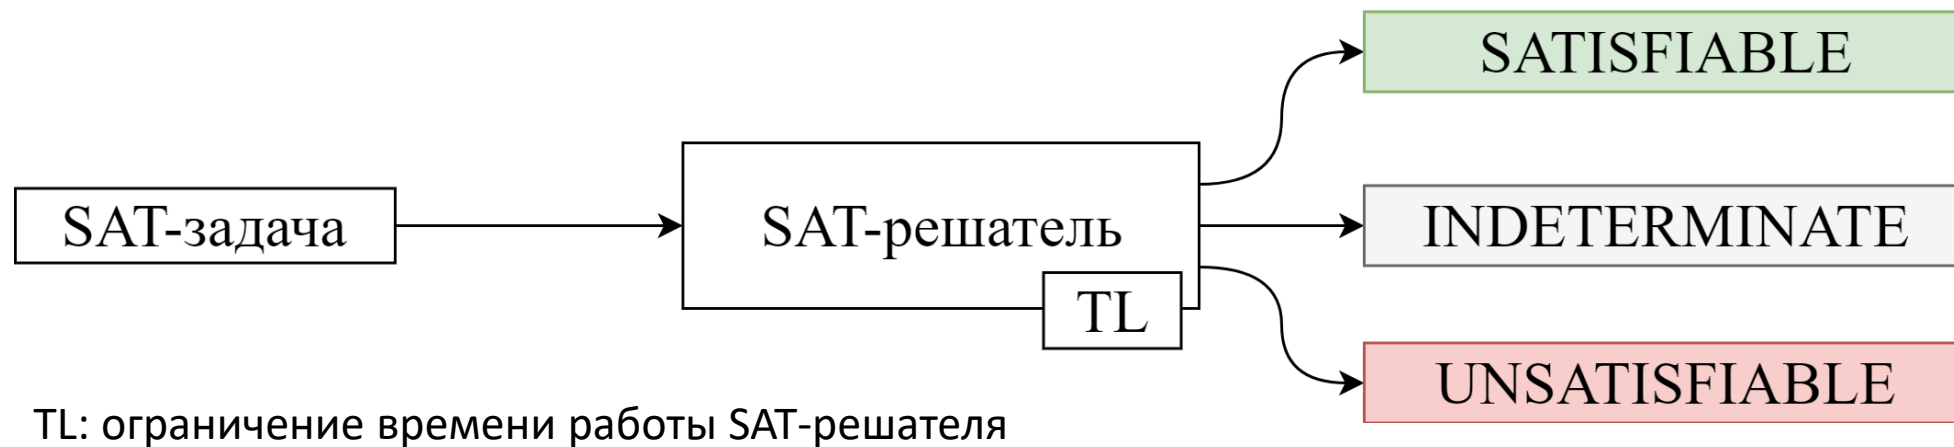 SATISFIABLE
SAT-задача
SAT-решатель
INDETERMINATE
TL
UNSATISFIABLE
TL: ограничение времени работы SAT-решателя